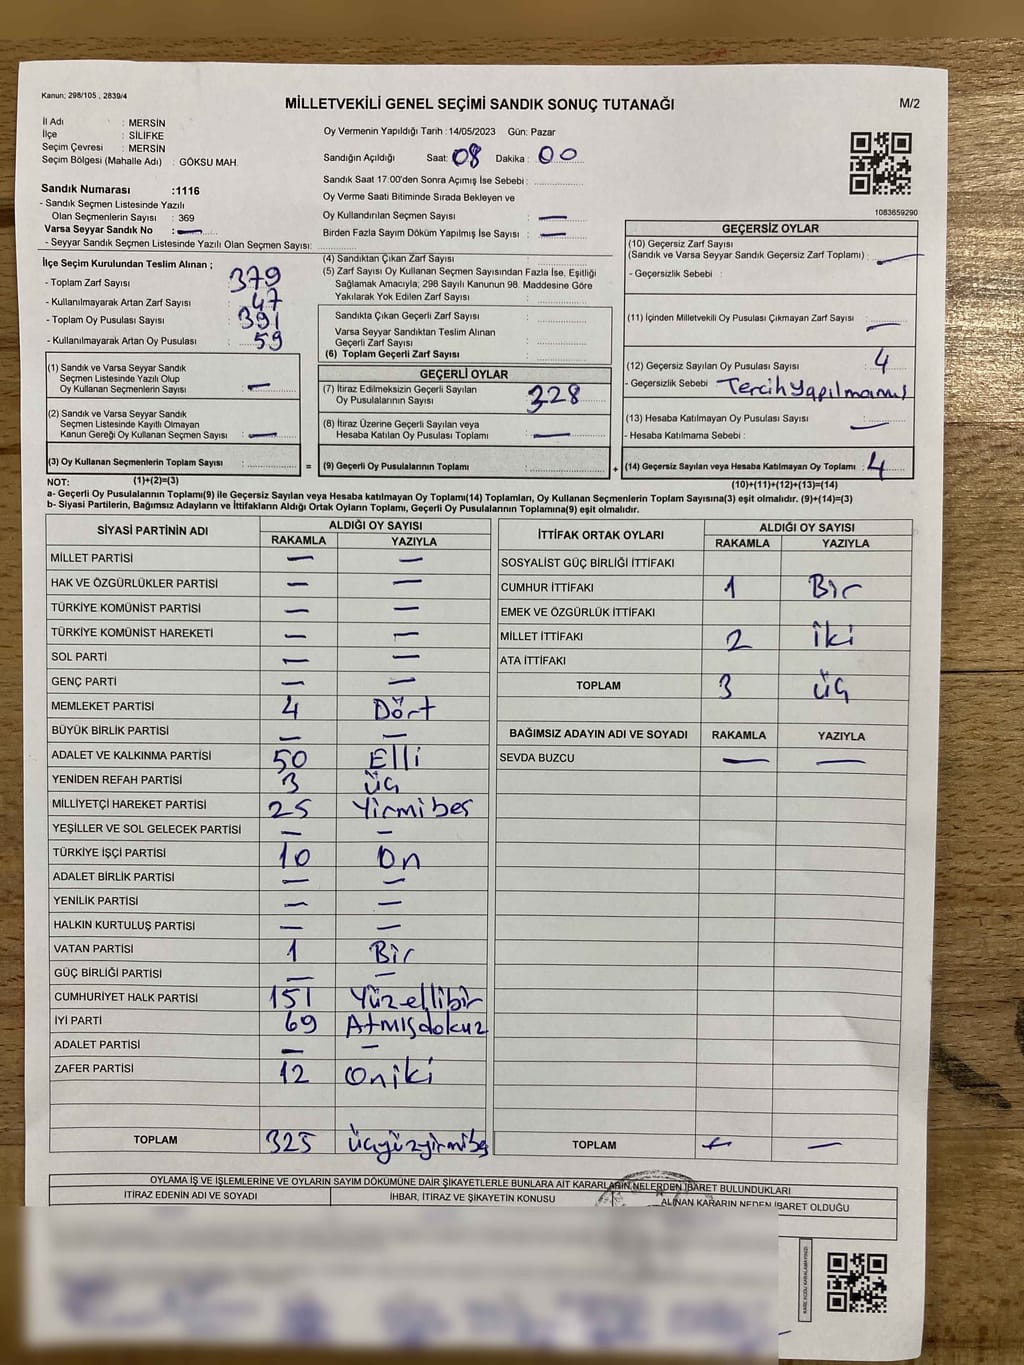 Kanun; 298/105 , 2839/4
MİLLETVEKİLİ GENEL SEÇİMİ SANDIK SONUÇ TUTANAĞI
M/2
İl Adı : MERSİN
İlçe : SİLİFKE
Seçim Çevresi : MERSİN
Seçim Bölgesi (Mahalle Adı) : GÖKSU MAH.
Sandık Numarası :1116
- Sandık Seçmen Listesinde Yazılı
Olan Seçmenlerin Sayısı : 369
Varsa Seyyar Sandık No : —
- Seyyar Sandık Seçmen Listesinde Yazılı Olan Seçmen Sayısı:
Oy Vermenin Yapıldığı Tarih :14/05/2023 Gün: Pazar
Sandığın Açıldığı Saat: 08 Dakika : 00
Sandık Saat 17:00'den Sonra Açımış İse Sebebi :
Oy Verme Saati Bitiminde Sırada Bekleyen ve
Oy Kullandırılan Seçmen Sayısı —
Birden Fazla Sayım Döküm Yapılmış İse Sayısı : —
1083659290
İlçe Seçim Kurulundan Teslim Alınan ;
- Toplam Zarf Sayısı : 379
- Kullanılmayarak Artan Zarf Sayısı : 47
- Toplam Oy Pusulası Sayısı : 391
- Kullanılmayarak Artan Oy Pusulası : 59
(1) Sandık ve Varsa Seyyar Sandık
Seçmen Listesinde Yazılı Olup
Oy Kullanan Seçmenlerin Sayısı : —
(2) Sandık ve Varsa Seyyar Sandık
Seçmen Listesinde Kayıtlı Olmayan
Kanun Gereği Oy Kullanan Seçmen Sayısı : —
(3) Oy Kullanan Seçmenlerin Toplam Sayısı :
(4) Sandıktan Çıkan Zarf Sayısı :
(5) Zarf Sayısı Oy Kullanan Seçmen Sayısından Fazla İse, Eşitliği
Sağlamak Amacıyla; 298 Sayılı Kanunun 98. Maddesine Göre
Yakılarak Yok Edilen Zarf Sayısı :
Sandıkta Çıkan Geçerli Zarf Sayısı :
Varsa Seyyar Sandıktan Teslim Alınan
Geçerli Zarf Sayısı :
(6) Toplam Geçerli Zarf Sayısı :
GEÇERLİ OYLAR
(7) İtiraz Edilmeksizin Geçerli Sayılan
Oy Pusulalarının Sayısı : 328
(8) İtiraz Üzerine Geçerli Sayılan veya
Hesaba Katılan Oy Pusulası Toplamı : —
= (9) Geçerli Oy Pusulalarının Toplamı :
GEÇERSİZ OYLAR
(10) Geçersiz Zarf Sayısı
(Sandık ve Varsa Seyyar Sandık Geçersiz Zarf Toplamı) : —
- Geçersizlik Sebebi :
(11) İçinden Milletvekili Oy Pusulası Çıkmayan Zarf Sayısı : —
(12) Geçersiz Sayılan Oy Pusulası Sayısı : 4
- Geçersizlik Sebebi : Tercih yapılmamış
(13) Hesaba Katılmayan Oy Pusulası Sayısı : —
- Hesaba Katılmama Sebebi :
+ (14) Geçersiz Sayılan veya Hesaba Katılmayan Oy Toplamı : 4
NOT: (1)+(2)=(3)
(10)+(11)+(12)+(13)=(14)
a- Geçerli Oy Pusulalarının Toplamı(9) ile Geçersiz Sayılan veya Hesaba katılmayan Oy Toplamı(14) Toplamları, Oy Kullanan Seçmenlerin Toplam Sayısına(3) eşit olmalıdır. (9)+(14)=(3)
b- Siyasi Partilerin, Bağımsız Adayların ve İttifakların Aldığı Ortak Oyların Toplamı, Geçerli Oy Pusulalarının Toplamına(9) eşit olmalıdır.
SİYASİ PARTİNİN ADI ALDIĞI OY SAYISI
RAKAMLA YAZIYLA
MİLLET PARTİSİ — —
HAK VE ÖZGÜRLÜKLER PARTİSİ — —
TÜRKİYE KOMÜNİST PARTİSİ — —
TÜRKİYE KOMÜNİST HAREKETİ — —
SOL PARTİ — —
GENÇ PARTİ — —
MEMLEKET PARTİSİ 4 Dört
BÜYÜK BİRLİK PARTİSİ — —
ADALET VE KALKINMA PARTİSİ 50 Elli
YENİDEN REFAH PARTİSİ 3 Üç
MİLLİYETÇİ HAREKET PARTİSİ 25 Yirmibeş
YEŞİLLER VE SOL GELECEK PARTİSİ — —
TÜRKİYE İŞÇİ PARTİSİ 10 On
ADALET BİRLİK PARTİSİ — —
YENİLİK PARTİSİ — —
HALKIN KURTULUŞ PARTİSİ — —
VATAN PARTİSİ 1 Bir
GÜÇ BİRLİĞİ PARTİSİ — —
CUMHURİYET HALK PARTİSİ 151 Yüzellibir
İYİ PARTİ 69 Atmışdokuz
ADALET PARTİSİ — —
ZAFER PARTİSİ 12 Oniki
TOPLAM 325 üçyüzyirmibeş
İTTİFAK ORTAK OYLARI ALDIĞI OY SAYISI
RAKAMLA YAZIYLA
SOSYALİST GÜÇ BİRLİĞİ İTTİFAKI
CUMHUR İTTİFAKI 1 Bir
EMEK VE ÖZGÜRLÜK İTTİFAKI
MİLLET İTTİFAKI 2 İki
ATA İTTİFAKI
TOPLAM 3 üç
BAĞIMSIZ ADAYIN ADI VE SOYADI RAKAMLA YAZIYLA
SEVDA BUZCU — —
TOPLAM — —
OYLAMA İŞ VE İŞLEMLERİNE VE OYLARIN SAYIM DÖKÜMÜNE DAİR ŞİKAYETLERLE BUNLARA AİT KARARLARIN NELERDEN İBARET BULUNDUKLARI
İTİRAZ EDENİN ADI VE SOYADI İHBAR, İTİRAZ VE ŞİKAYETİN KONUSU ALINAN KARARIN NEDEN İBARET OLDUĞU